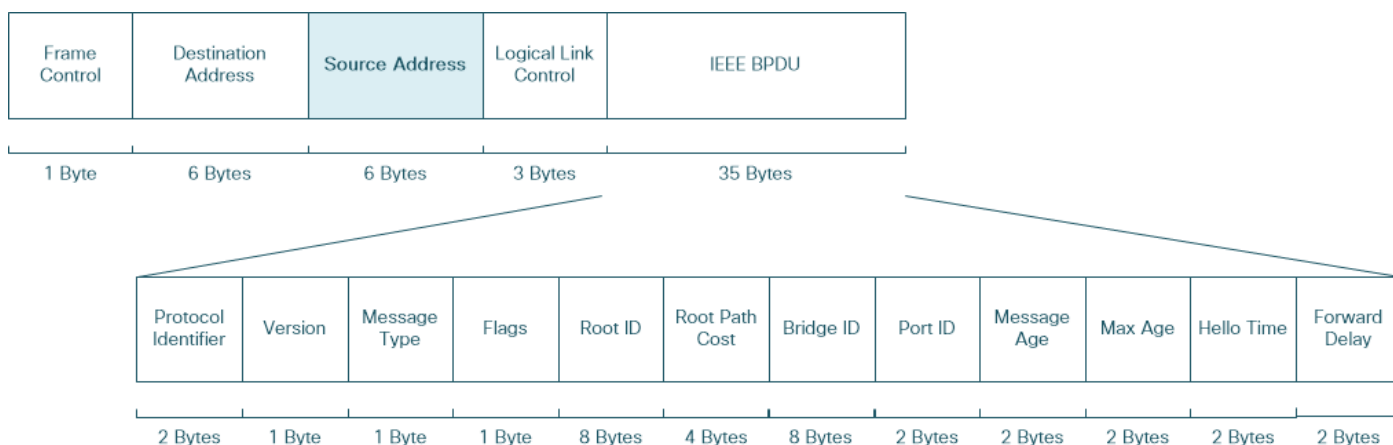 Frame
Control
Destination
Address
Source Address
Logical Link
Control
IEEE BPDU
1 Byte
6 Bytes
6 Bytes
3 Bytes
35 Bytes
Protocol
Identifier
Version
Message
Type
Flags
Root ID
Root Path
Cost
Bridge ID
Port ID
Message
Age
Max Age
Hello Time
Forward
Delay
2 Bytes
1 Byte
1 Byte
1 Byte
8 Bytes
4 Bytes
8 Bytes
2 Bytes
2 Bytes
2 Bytes
2 Bytes
2 Bytes